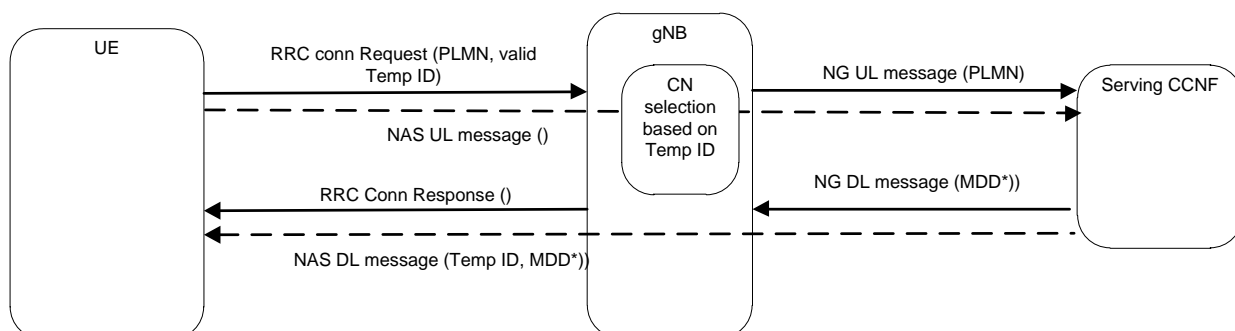 UE
RRC conn Request (PLMN, valid
Temp ID)
NAS UL message ()
RRC Conn Response ()
NAS DL message (Temp ID, MDD*))
gNB
CN
selection
based on
Temp ID
NG UL message (PLMN)
NG DL message (MDD*))
Serving CCNF